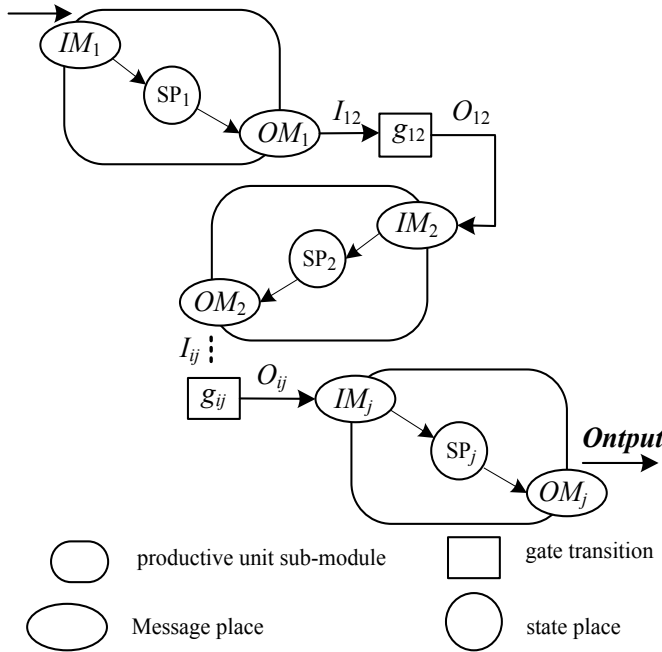 IM₁
SP₁
OM₁
I₁₂
g₁₂
O₁₂
IM₂
SP₂
OM₂
Iᵢⱼ
gᵢⱼ
Oᵢⱼ
IMⱼ
SPⱼ
OMⱼ
Ontput
productive unit sub-module
gate transition
Message place
state place